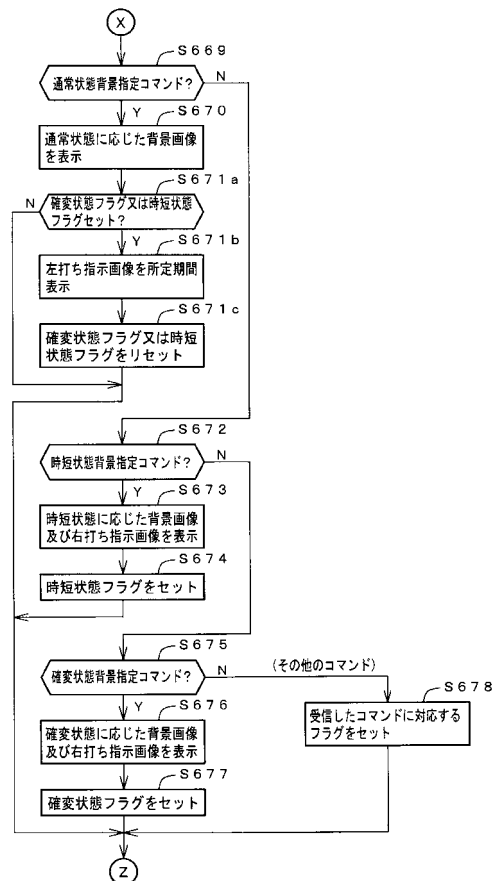 X
S669
通常状態背景指定コマンド?
N
Y
S670
通常状態に応じた背景画像
を表示
S671a
N
確変状態フラグ又は時短状態
フラグセット?
Y
S671b
左打ち指示画像を所定期間
表示
S671c
確変状態フラグ又は時短
状態フラグをリセット
S672
時短状態背景指定コマンド?
N
Y
S673
時短状態に応じた背景画像
及び右打ち指示画像を表示
S674
時短状態フラグをセット
S675
確変状態背景指定コマンド?
N
(その他のコマンド)
Y
S676
S678
確変状態に応じた背景画像
及び右打ち指示画像を表示
受信したコマンドに対応する
フラグをセット
S677
確変状態フラグをセット
Z